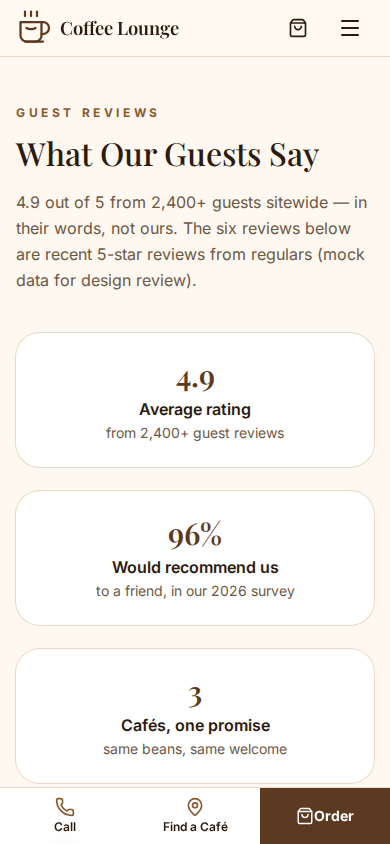 Coffee Lounge
GUEST REVIEWS
What Our Guests Say
4.9 out of 5 from 2,400+ guests sitewide — in
their words, not ours. The six reviews below
are recent 5-star reviews from regulars (mock
data for design review).
4.9
Average rating
from 2,400+ guest reviews
96%
Would recommend us
to a friend, in our 2026 survey
3
Cafés, one promise
same beans, same welcome
Call
Find a Café
Order